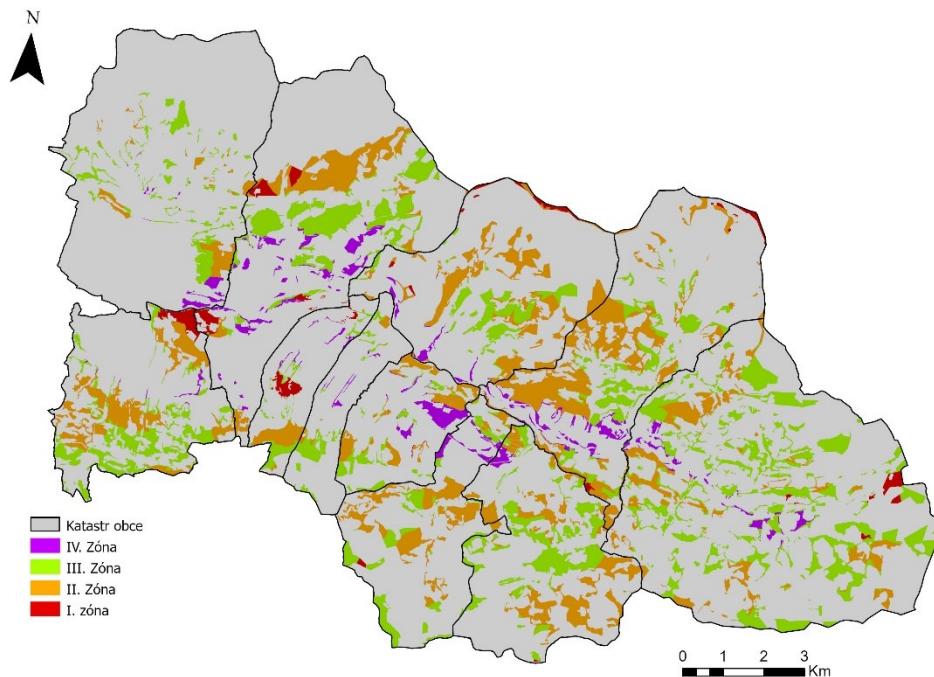 N
Katastr obce
IV. Zóna
III. Zóna
II. Zóna
I. zóna
0 1 2 3
Km